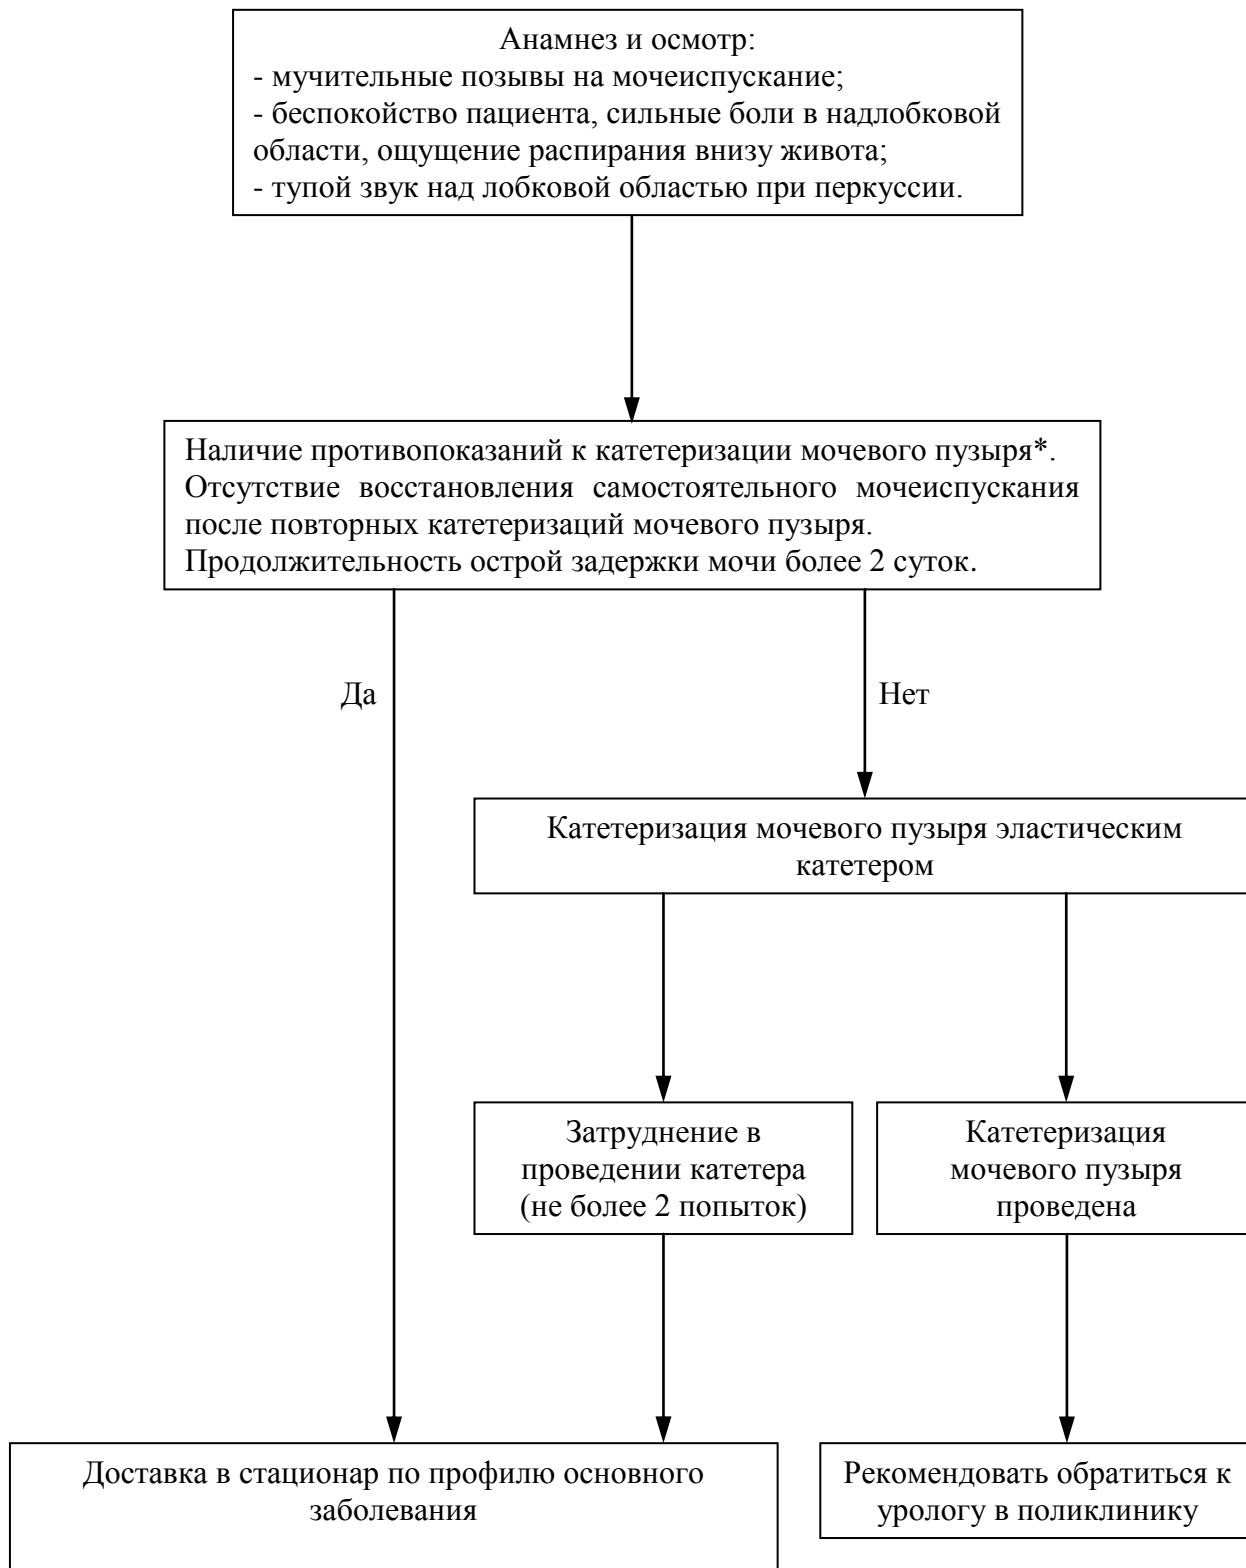 Анамнез и осмотр:
- мучительные позывы на мочеиспускание;
- беспокойство пациента, сильные боли в надлобковой
области, ощущение распирания внизу живота;
- тупой звук над лобковой областью при перкуссии.
Наличие противопоказаний к катетеризации мочевого пузыря*.
Отсутствие восстановления самостоятельного мочеиспускания
после повторных катетеризаций мочевого пузыря.
Продолжительность острой задержки мочи более 2 суток.
Да
Нет
Катетеризация мочевого пузыря эластическим
катетером
Затруднение в
проведении катетера
(не более 2 попыток)
Катетеризация
мочевого пузыря
проведена
Доставка в стационар по профилю основного
заболевания
Рекомендовать обратиться к
урологу в поликлинику